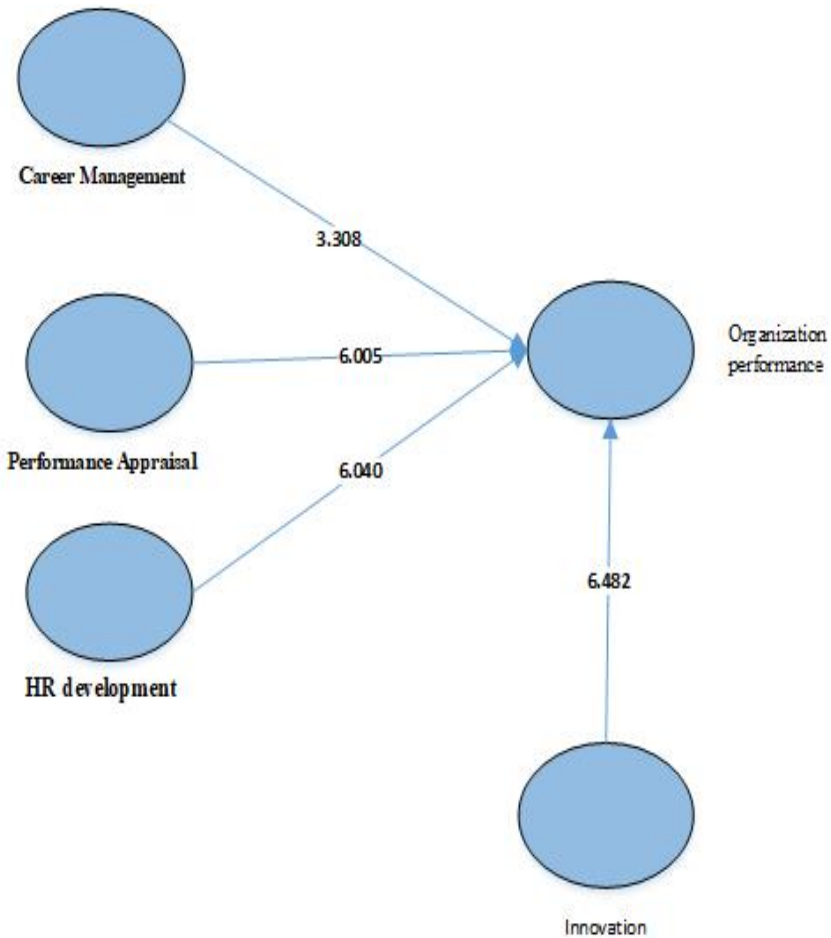 Career Management
3.308
Organization
performance
6.005
Performance Appraisal
6.040
6.482
HR development
Innovation